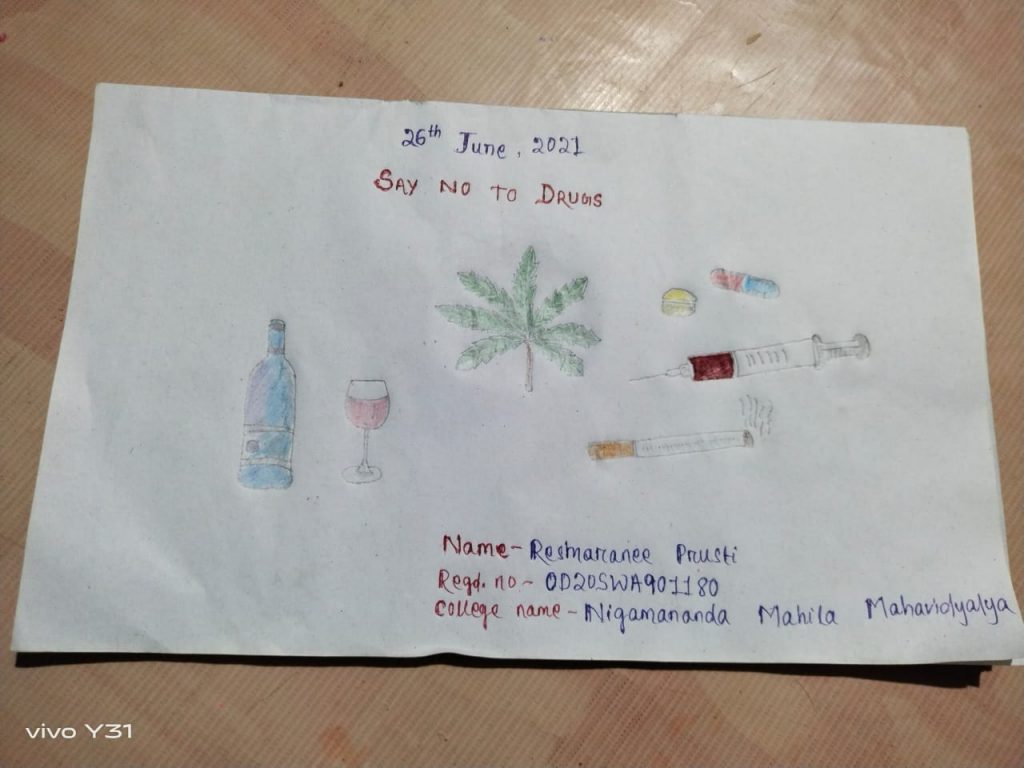 26th June, 2021
SAY NO TO DRUGS
Name - Reshmaranee Prusti
Regd. no - OD20SWA901180
College name - Nigamananda Mahila Mahavidyalya
vivo Y31